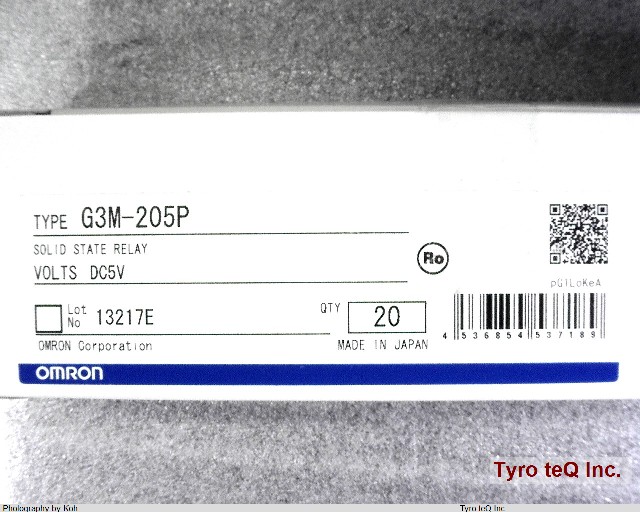 TYPE G3M-205P
SOLID STATE RELAY
VOLTS DC5V
Ro
pG1LoKeA
Lot No 13217E
QTY 20
4 536854 537189
OMRON Corporation
MADE IN JAPAN
OMRON
Tyro teQ Inc.
Phology by Koh
Tyro teQ Inc